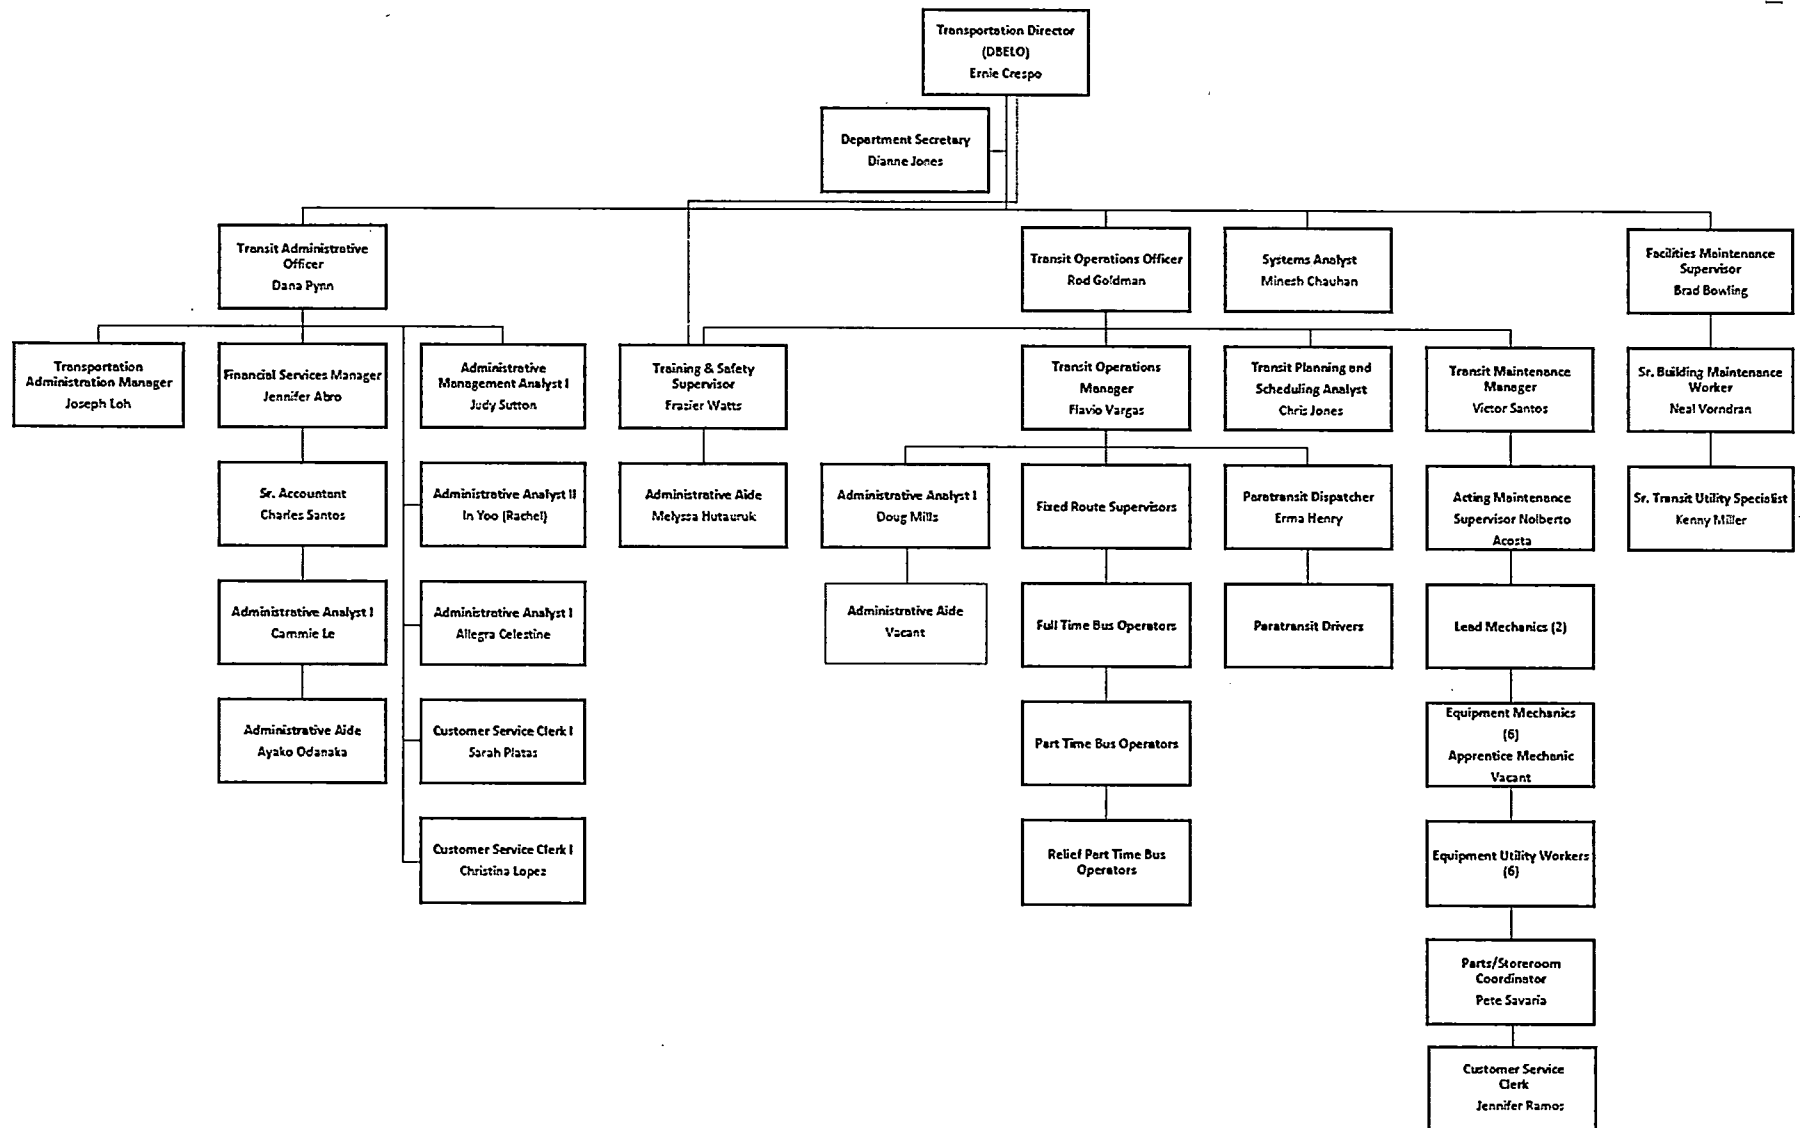 Transportation Director
(DBELO)
Ernie Crespo
Department Secretary
Dianne Jones
Transit Administrative
Officer
Dana Pynn
Transit Operations Officer
Rod Goldman
Systems Analyst
Minesh Chauhan
Facilities Maintenance
Supervisor
Brad Bowling
Transportation
Administration Manager
Joseph Loh
Financial Services Manager
Jennifer Abro
Administrative
Management Analyst I
Judy Sutton
Training & Safety
Supervisor
Frazier Watts
Transit Operations
Manager
Flavio Vargas
Transit Planning and
Scheduling Analyst
Chris Jones
Transit Maintenance
Manager
Victor Santos
Sr. Building Maintenance
Worker
Neal Vorndran
Sr. Accountant
Charles Santos
Administrative Analyst II
In Yoo (Rachel)
Administrative Aide
Melyssa Hutauruk
Administrative Analyst I
Doug Mills
Fixed Route Supervisors
Paratransit Dispatcher
Erma Henry
Acting Maintenance
Supervisor Nolberto
Acosta
Sr. Transit Utility Specialist
Kenny Miller
Administrative Analyst I
Cammie Le
Administrative Analyst I
Allegra Celestine
Administrative Aide
Vacant
Full Time Bus Operators
Paratransit Drivers
Lead Mechanics (2)
Administrative Aide
Ayako Odanaka
Customer Service Clerk I
Sarah Platas
Part Time Bus Operators
Equipment Mechanics
(6)
Apprentice Mechanic
Vacant
Customer Service Clerk I
Christina Lopez
Relief Part Time Bus
Operators
Equipment Utility Workers
(6)
Parts/Storeroom
Coordinator
Pete Savaria
Customer Service
Clerk
Jennifer Ramos